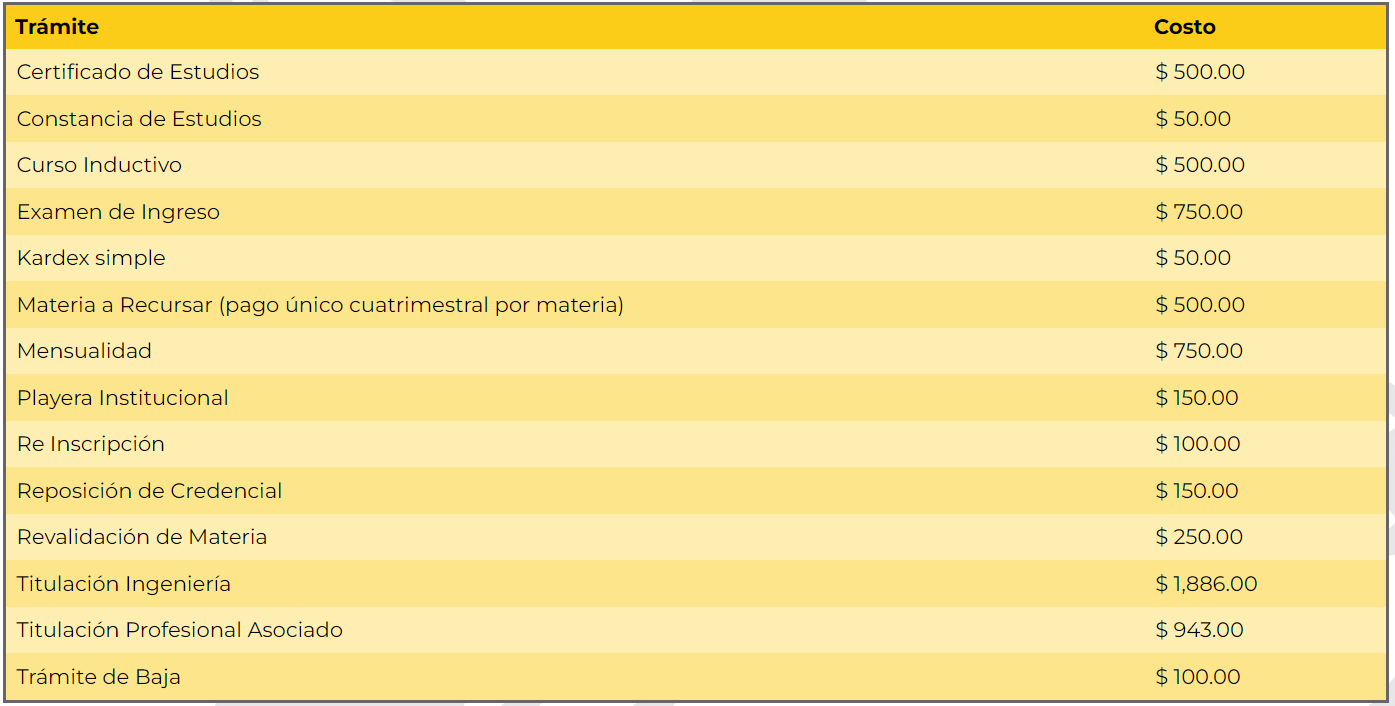 Trámite Costo
Certificado de Estudios $ 500.00
Constancia de Estudios $ 50.00
Curso Inductivo $ 500.00
Examen de Ingreso $ 750.00
Kardex simple $ 50.00
Materia a Recursar (pago único cuatrimestral por materia) $ 500.00
Mensualidad $ 750.00
Playera Institucional $ 150.00
Re Inscripción $ 100.00
Reposición de Credencial $ 150.00
Revalidación de Materia $ 250.00
Titulación Ingeniería $ 1,886.00
Titulación Profesional Asociado $ 943.00
Trámite de Baja $ 100.00